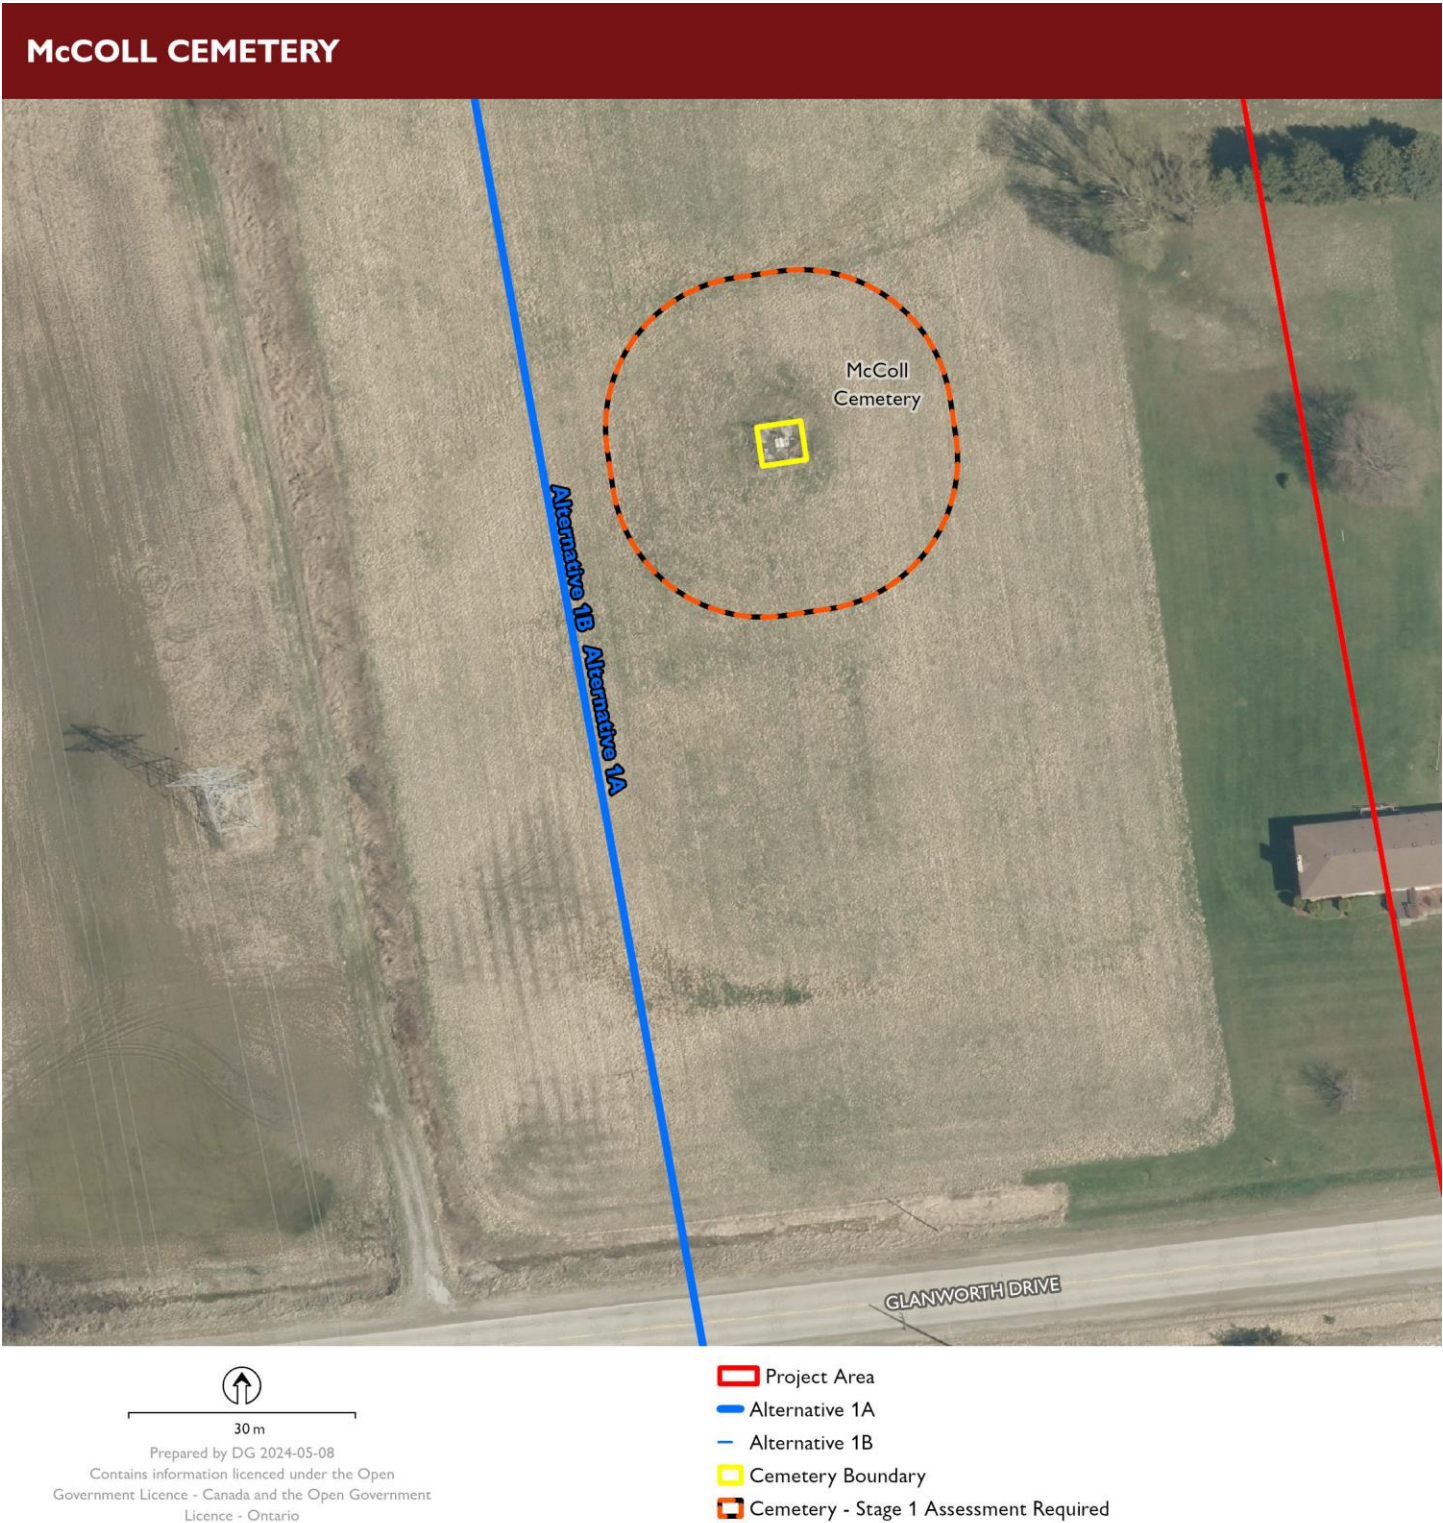 McCOLL CEMETERY
McColl
Cemetery
Alternative 1B Alternative 1A
GLANWORTH DRIVE
30 m
Prepared by DG 2024-05-08
Contains information licenced under the Open
Government Licence - Canada and the Open Government
Licence - Ontario
Project Area
Alternative 1A
Alternative 1B
Cemetery Boundary
Cemetery - Stage 1 Assessment Required